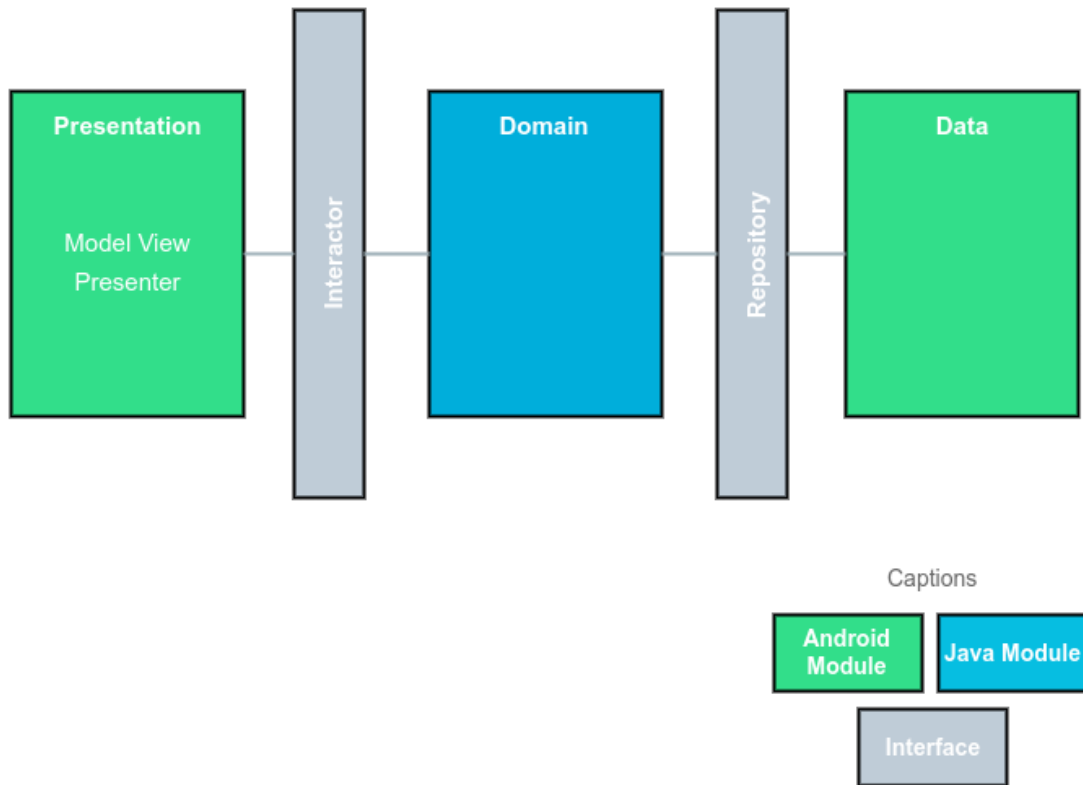 Presentation
Model View
Presenter
Interactor
Domain
Repository
Data
Captions
Android
Module
Java Module
Interface